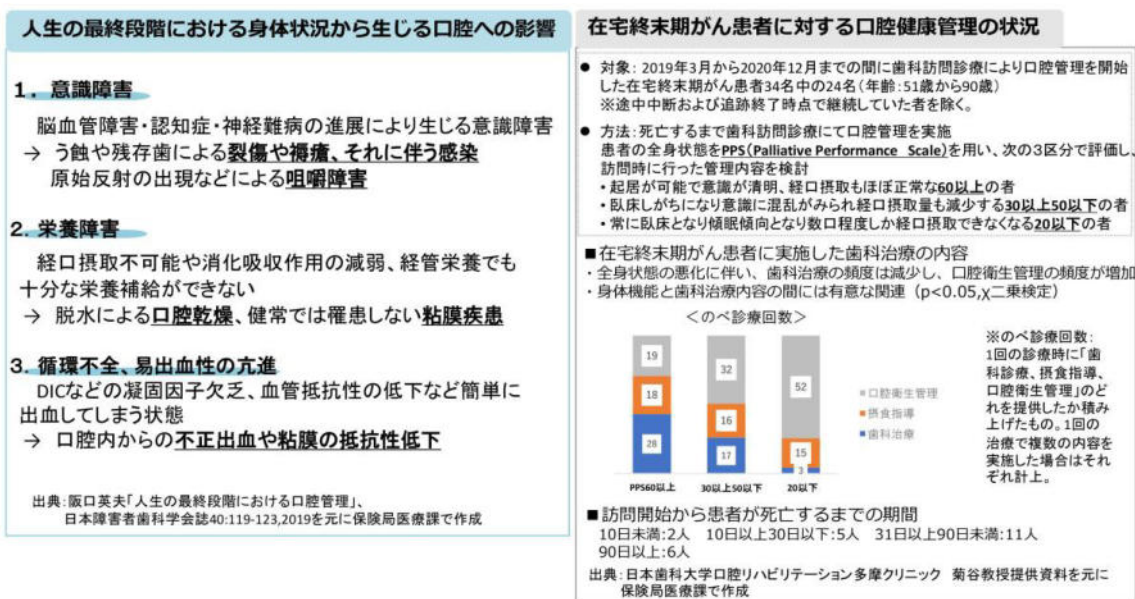 人生の最終段階における身体状況から生じる口腔への影響
1．意識障害
脳血管障害・認知症・神経難病の進展により生じる意識障害
→ う蝕や残存歯による裂傷や褥瘡、それに伴う感染
原始反射の出現などによる咀嚼障害
2．栄養障害
経口摂取不可能や消化吸収作用の減弱、経管栄養でも
十分な栄養補給ができない
→ 脱水による口腔乾燥、健常では罹患しない粘膜疾患
3．循環不全、易出血性の亢進
DICなどの凝固因子欠乏、血管抵抗性の低下など簡単に
出血してしまう状態
→ 口腔内からの不正出血や粘膜の抵抗性低下
出典：阪口英夫「人生の最終段階における口腔管理」、
日本障害者歯科学会誌40:119-123,2019を元に保険局医療課で作成
在宅終末期がん患者に対する口腔健康管理の状況
● 対象：2019年3月から2020年12月までの間に歯科訪問診療により口腔管理を開始
した在宅終末期がん患者34名中の24名（年齢：51歳から90歳）
※途中中断および追跡終了時点で継続していた者を除く。
● 方法：死亡するまで歯科訪問診療にて口腔管理を実施
患者の全身状態をPPS（Palliative Performance Scale）を用い、次の3区分で評価し、
訪問時に行った管理内容を検討
・起居が可能で意識が清明、経口摂取もほぼ正常な60以上の者
・臥床しがちになり意識に混乱がみられ経口摂取量も減少する30以上50以下の者
・常に臥床となり傾眠傾向となり数口程度しか経口摂取できなくなる20以下の者
■在宅終末期がん患者に実施した歯科治療の内容
・全身状態の悪化に伴い、歯科治療の頻度は減少し、口腔衛生管理の頻度が増加
・身体機能と歯科治療内容の間には有意な関連（p<0.05,χ二乗検定）
＜のべ診療回数＞
19
18
28
32
16
17
52
15
3
PPS60以上
30以上50以下
20以下
■口腔衛生管理
■摂食指導
■歯科治療
※のべ診療回数：
1回の診療時に「歯
科診療、摂食指導、
口腔衛生管理」のど
れを提供したか積み
上げたもの。1回の
治療で複数の内容を
実施した場合はそれ
ぞれ計上。
■訪問開始から患者が死亡するまでの期間
10日未満:2人 10日以上30日以下:5人 31日以上90日未満:11人
90日以上:6人
出典：日本歯科大学口腔リハビリテーション多摩クリニック 菊谷教授提供資料を元に
保険局医療課で作成